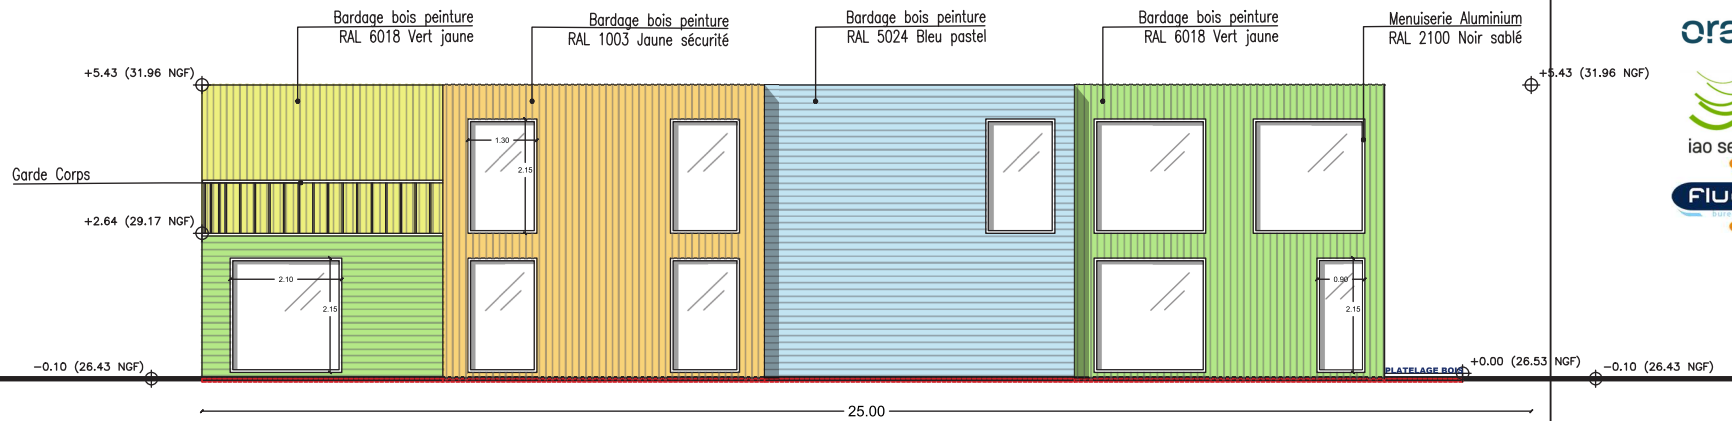 Bardage bois peinture
RAL 6018 Vert jaune
Bardage bois peinture
RAL 1003 Jaune sécurité
Bardage bois peinture
RAL 5024 Bleu pastel
Bardage bois peinture
RAL 6018 Vert jaune
Menuiserie Aluminium
RAL 2100 Noir sablé
+5.43 (31.96 NGF)
+5.43 (31.96 NGF)
1.30
2.15
iao se
Garde Corps
Flu
bure
+2.64 (29.17 NGF)
2.10
2.15
0.90
2.15
-0.10 (26.43 NGF)
PLATELAGE BOIS
+0.00 (26.53 NGF)
-0.10 (26.43 NGF)
25.00